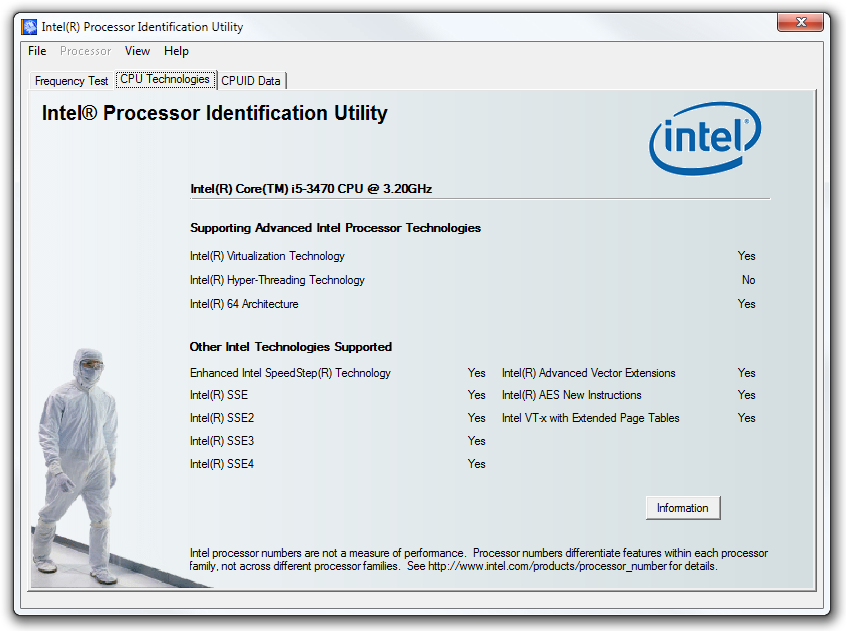 Intel(R) Processor Identification Utility
File Processor View Help
Frequency Test CPU Technologies CPUID Data
Intel® Processor Identification Utility
intel®
Intel(R) Core(TM) i5-3470 CPU @ 3.20GHz
Supporting Advanced Intel Processor Technologies
Intel(R) Virtualization Technology Yes
Intel(R) Hyper-Threading Technology No
Intel(R) 64 Architecture Yes
Other Intel Technologies Supported
Enhanced Intel SpeedStep(R) Technology Yes Intel(R) Advanced Vector Extensions Yes
Intel(R) SSE Yes Intel(R) AES New Instructions Yes
Intel(R) SSE2 Yes Intel VT-x with Extended Page Tables Yes
Intel(R) SSE3 Yes
Intel(R) SSE4 Yes
Information
Intel processor numbers are not a measure of performance. Processor numbers differentiate features within each processor
family, not across different processor families. See http://www.intel.com/products/processor_number for details.